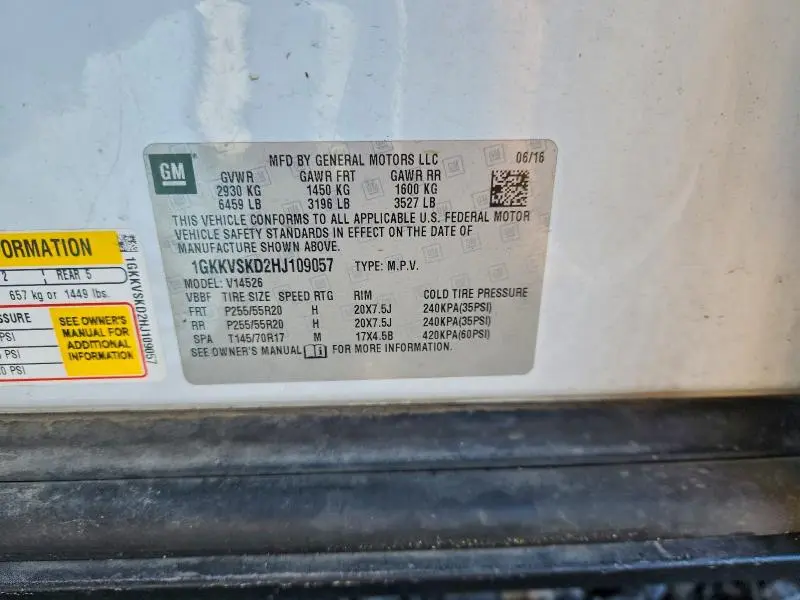 GM
MFD BY GENERAL MOTORS LLC 06/16
GVWR GAWR FRT GAWR RR
2930 KG 1450 KG 1600 KG
6459 LB 3196 LB 3527 LB
THIS VEHICLE CONFORMS TO ALL APPLICABLE U.S. FEDERAL MOTOR
VEHICLE SAFETY STANDARDS IN EFFECT ON THE DATE OF
MANUFACTURE SHOWN ABOVE.
1GKKVSKD2HJ109057 TYPE: M.P.V.
MODEL: V14526
VBBF TIRE SIZE SPEED RTG RIM COLD TIRE PRESSURE
FRT P255/55R20 H 20X7.5J 240KPA(35PSI)
RR P255/55R20 H 20X7.5J 240KPA(35PSI)
SPA T145/70R17 M 17X4.5B 420KPA(60PSI)
SEE OWNER'S MANUAL FOR MORE INFORMATION.
ORMATION
2 REAR 5
657 kg or 1449 lbs.
SSURE
PSI
PSI
0 PSI
SEE OWNER'S
MANUAL FOR
ADDITIONAL
INFORMATION
1GKKVSKD2HJ109057